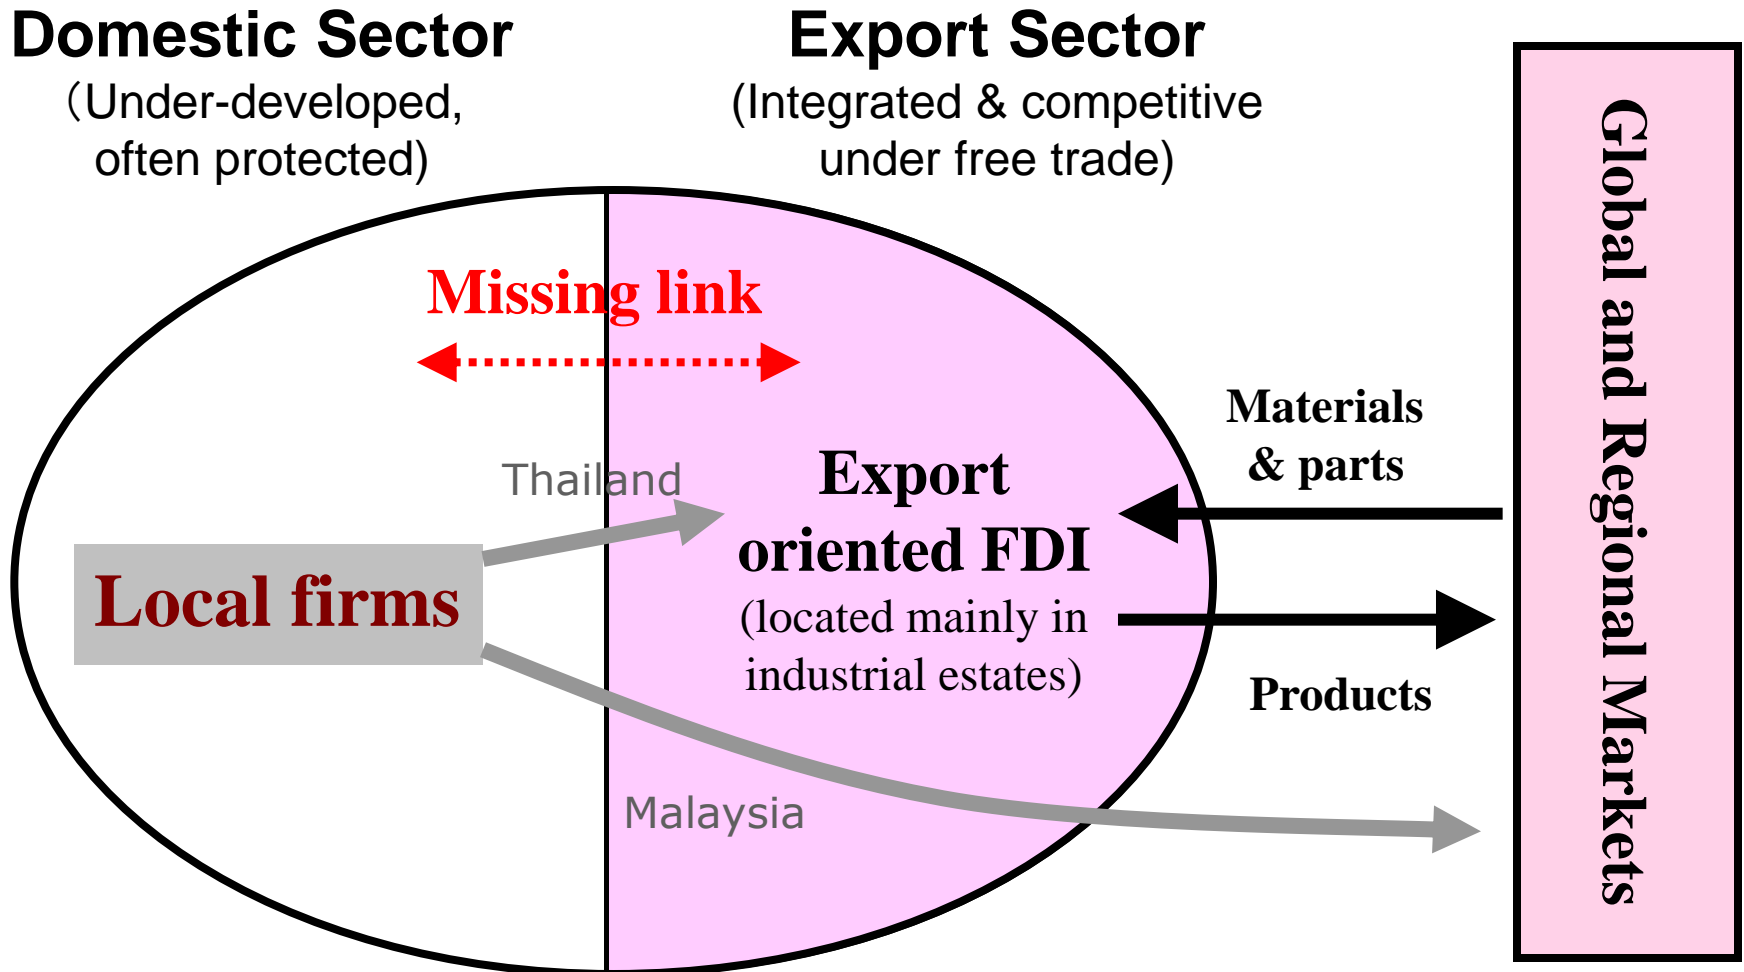 Domestic Sector
（Under-developed,
often protected)
Export Sector
(Integrated & competitive
under free trade)
Missing link
Thailand
Local firms
Export
oriented FDI
(located mainly in
industrial estates)
Malaysia
Materials
& parts
Products
Global and Regional Markets